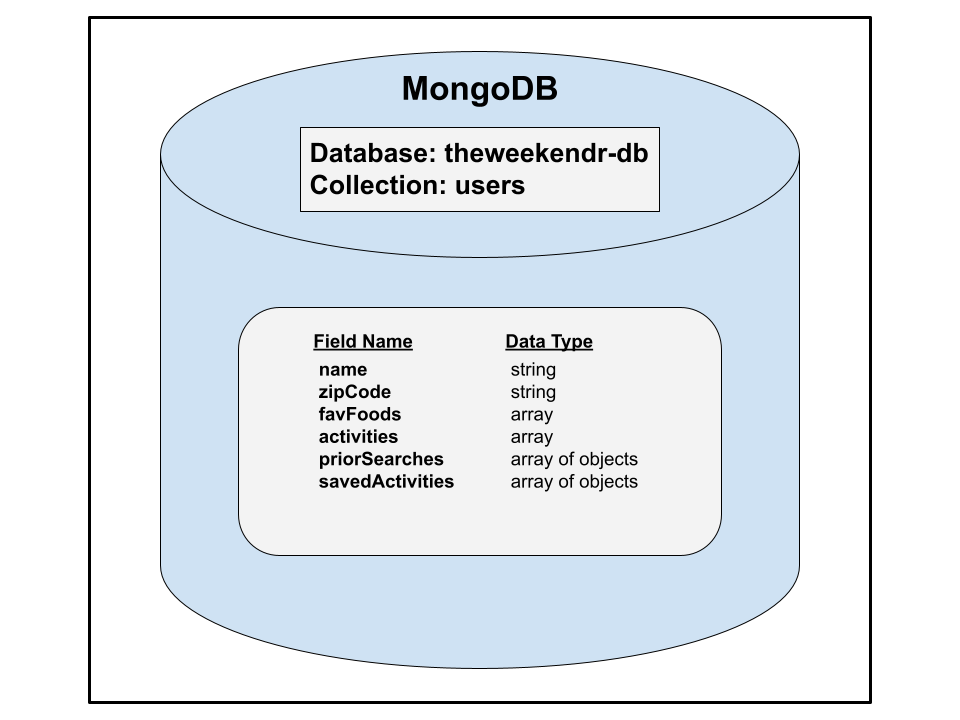 MongoDB
Database: theweekendr-db
Collection: users
Field Name Data Type
name string
zipCode string
favFoods array
activities array
priorSearches array of objects
savedActivities array of objects